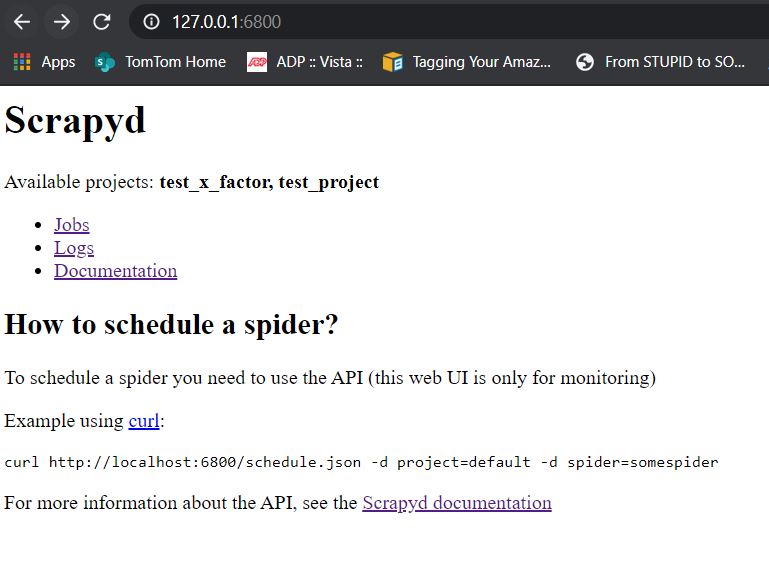 127.0.0.1:6800
Apps TomTom Home ADP :: Vista :: Tagging Your Amaz... From STUPID to SO...
Scrapyd
Available projects: test_x_factor, test_project
Jobs
Logs
Documentation
How to schedule a spider?
To schedule a spider you need to use the API (this web UI is only for monitoring)
Example using curl:
curl http://localhost:6800/schedule.json -d project=default -d spider=somespider
For more information about the API, see the Scrapyd documentation